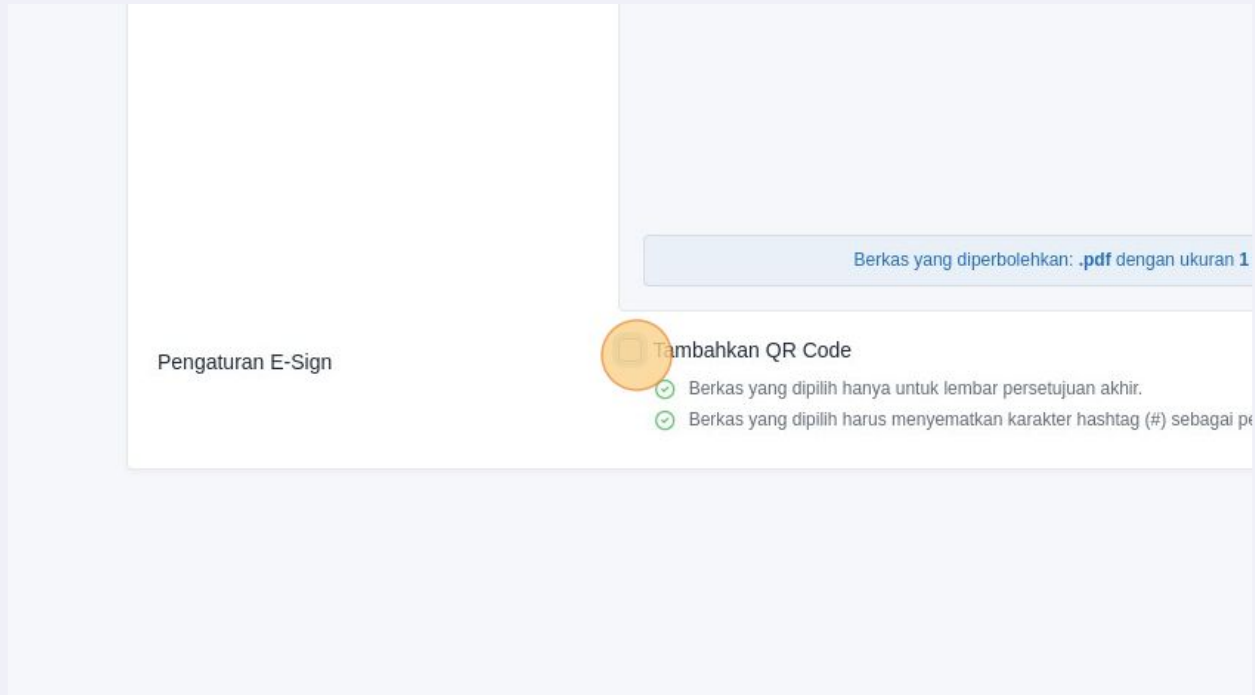 Berkas yang diperbolehkan: .pdf dengan ukuran 1
Pengaturan E-Sign
Tambahkan QR Code
Berkas yang dipilih hanya untuk lembar persetujuan akhir.
Berkas yang dipilih harus menyematkan karakter hashtag (#) sebagai